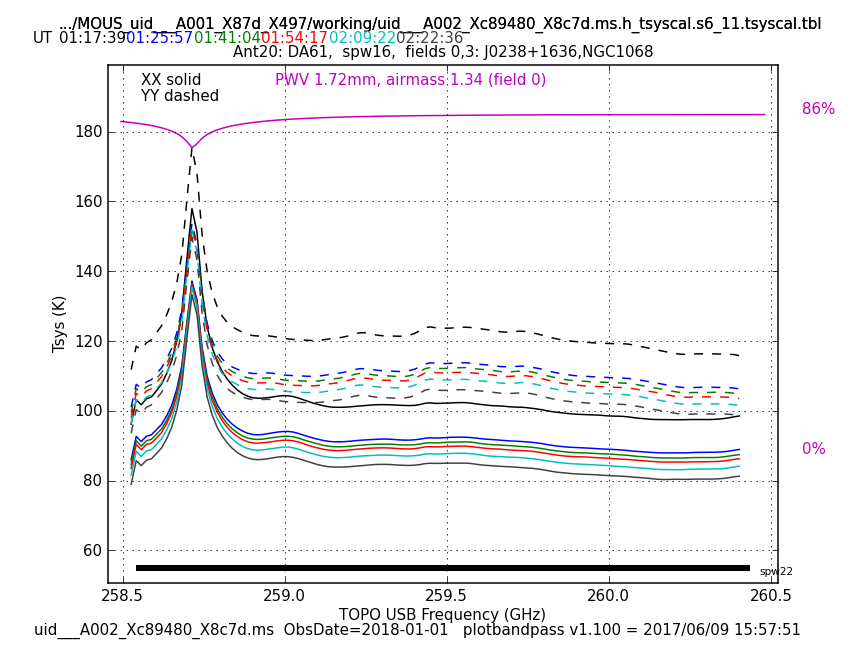 .../MOUS_uid___A001_X87d_X497/working/uid___A002_Xc89480_X8c7d.ms.h_tsyscal.s6_11.tsyscal.tbl
UT 01:17:39 01:25:57 01:41:04 01:54:17 02:09:22 02:22:36
Ant20: DA61, spw16, fields 0,3: J0238+1636,NGC1068
XX solid
PWV 1.72mm, airmass 1.34 (field 0)
YY dashed
86%
180
160
140
120
100
80
60
Tsys (K)
0%
spw22
258.5 259.0 259.5 260.0 260.5
TOPO USB Frequency (GHz)
uid___A002_Xc89480_X8c7d.ms ObsDate=2018-01-01 plotbandpass v1.100 = 2017/06/09 15:57:51